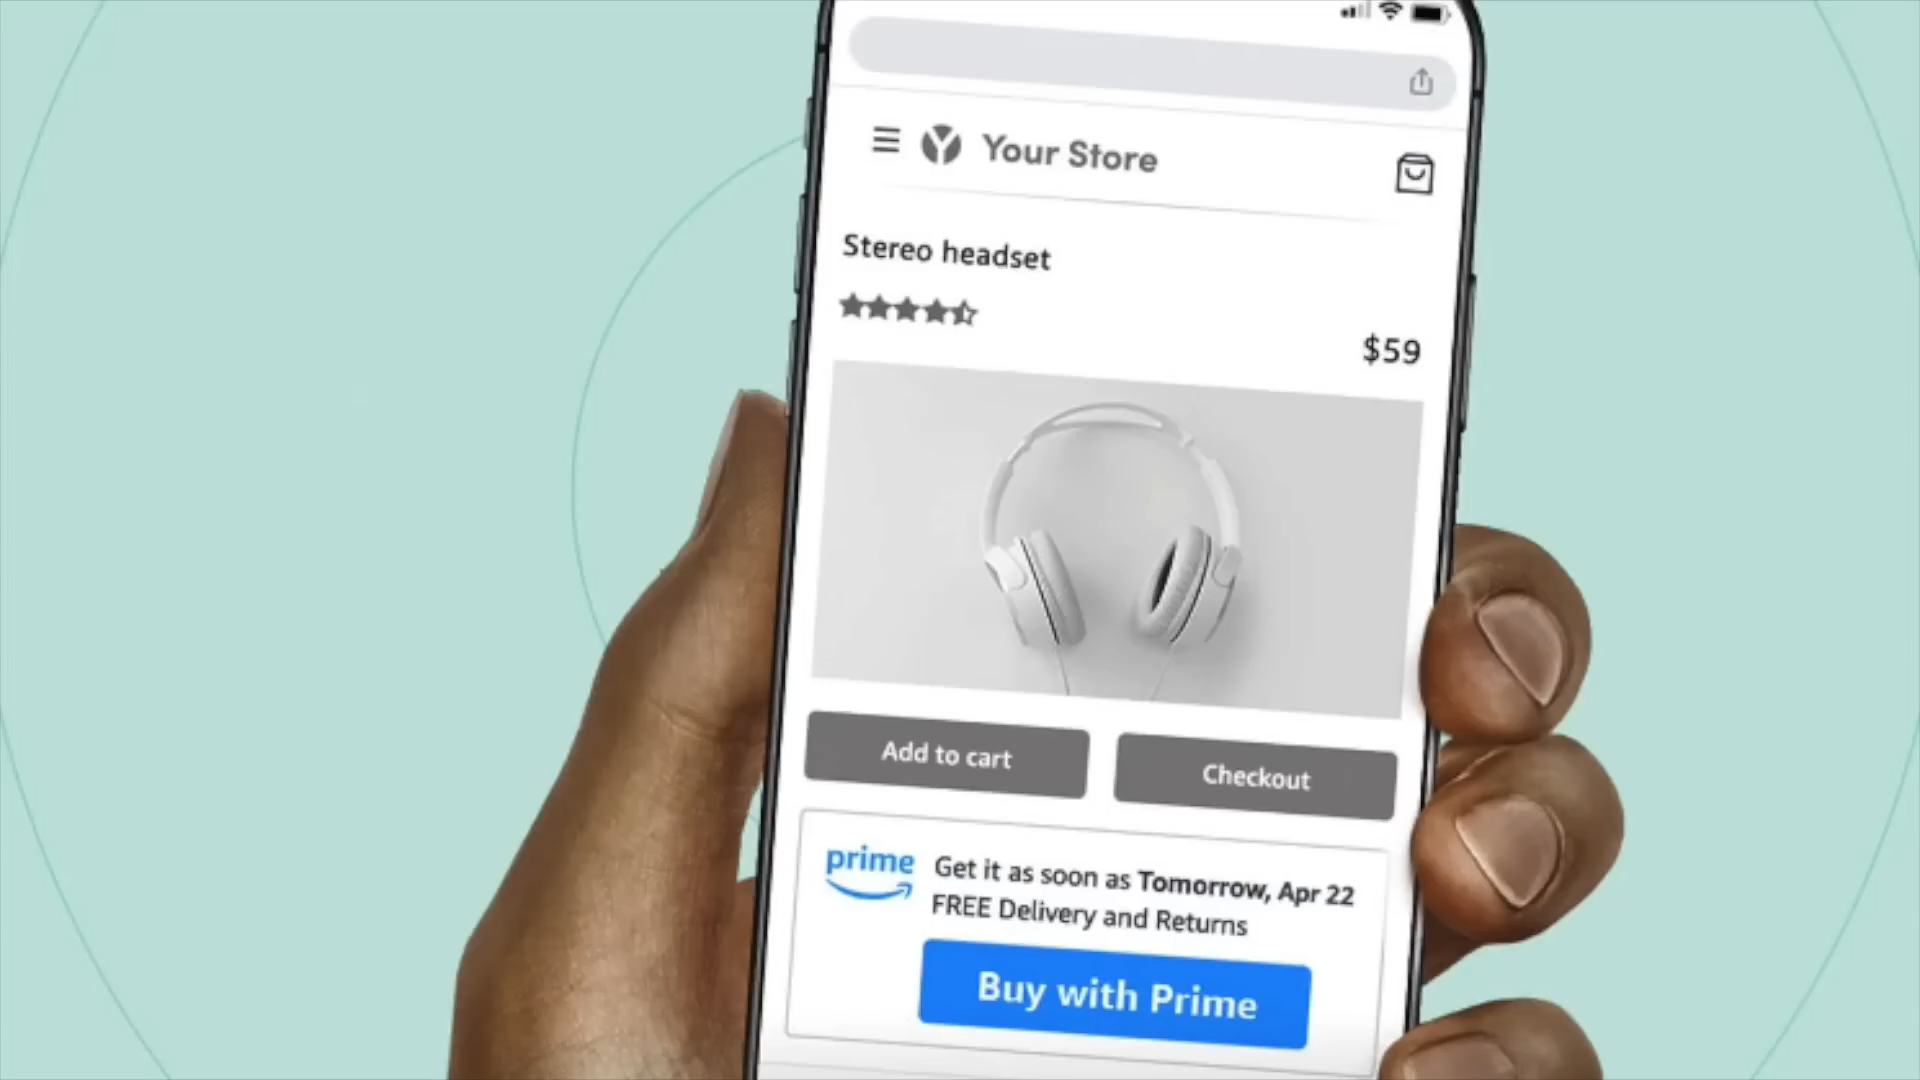 Your Store
Stereo headset
$59
Add to cart
Checkout
prime
Get it as soon as Tomorrow, Apr 22
FREE Delivery and Returns
Buy with Prime